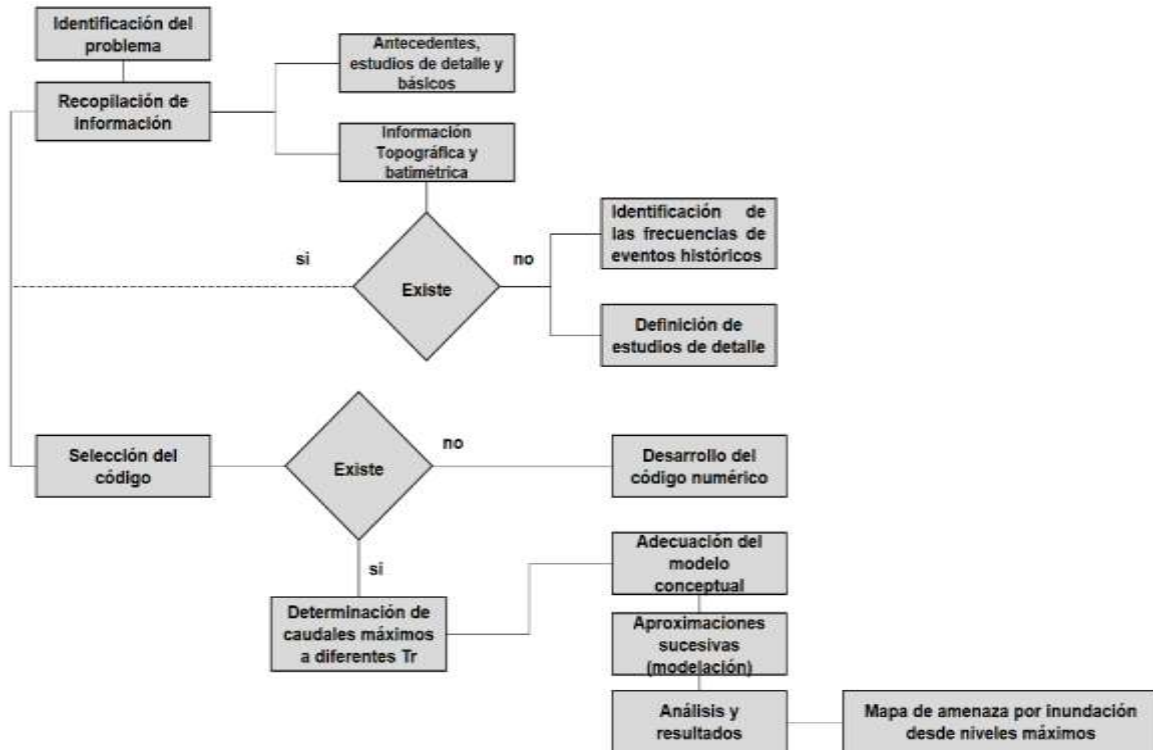 Identificación del
problema
Recopilación de
información
Antecedentes,
estudios de detalle y
básicos
Información
Topográfica y
batimétrica
Identificación de
las frecuencias de
eventos históricos
si
no
Existe
Definición de
estudios de detalle
Selección del
código
Existe
no
Desarrollo del
código numérico
si
Determinación de
caudales máximos
a diferentes Tr
Adecuación del
modelo
conceptual
Aproximaciones
sucesivas
(modelación)
Análisis y
resultados
Mapa de amenaza por inundación
desde niveles máximos